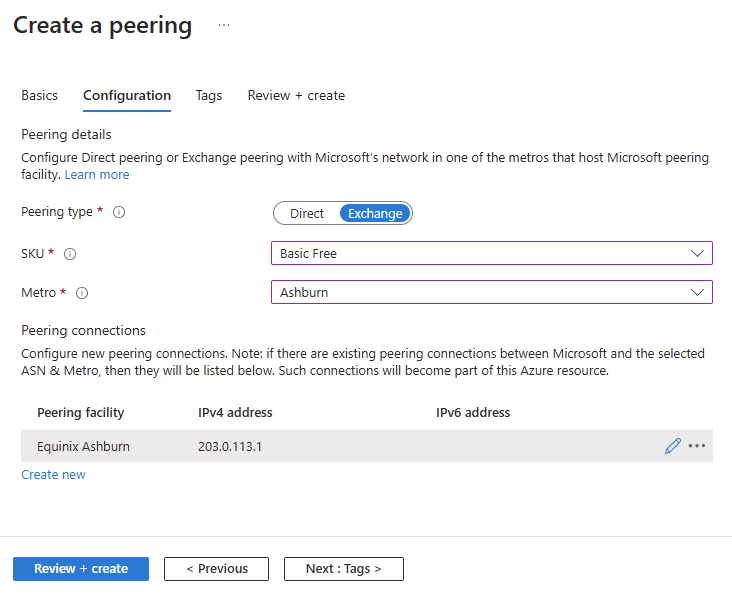 Create a peering ...
Basics Configuration Tags Review + create
Peering details
Configure Direct peering or Exchange peering with Microsoft's network in one of the metros that host Microsoft peering
facility. Learn more
Peering type * Direct Exchange
SKU * Basic Free
Metro * Ashburn
Peering connections
Configure new peering connections. Note: if there are existing peering connections between Microsoft and the selected
ASN & Metro, then they will be listed below. Such connections will become part of this Azure resource.
Peering facility IPv4 address IPv6 address
Equinix Ashburn 203.0.113.1
Create new
Review + create < Previous Next : Tags >